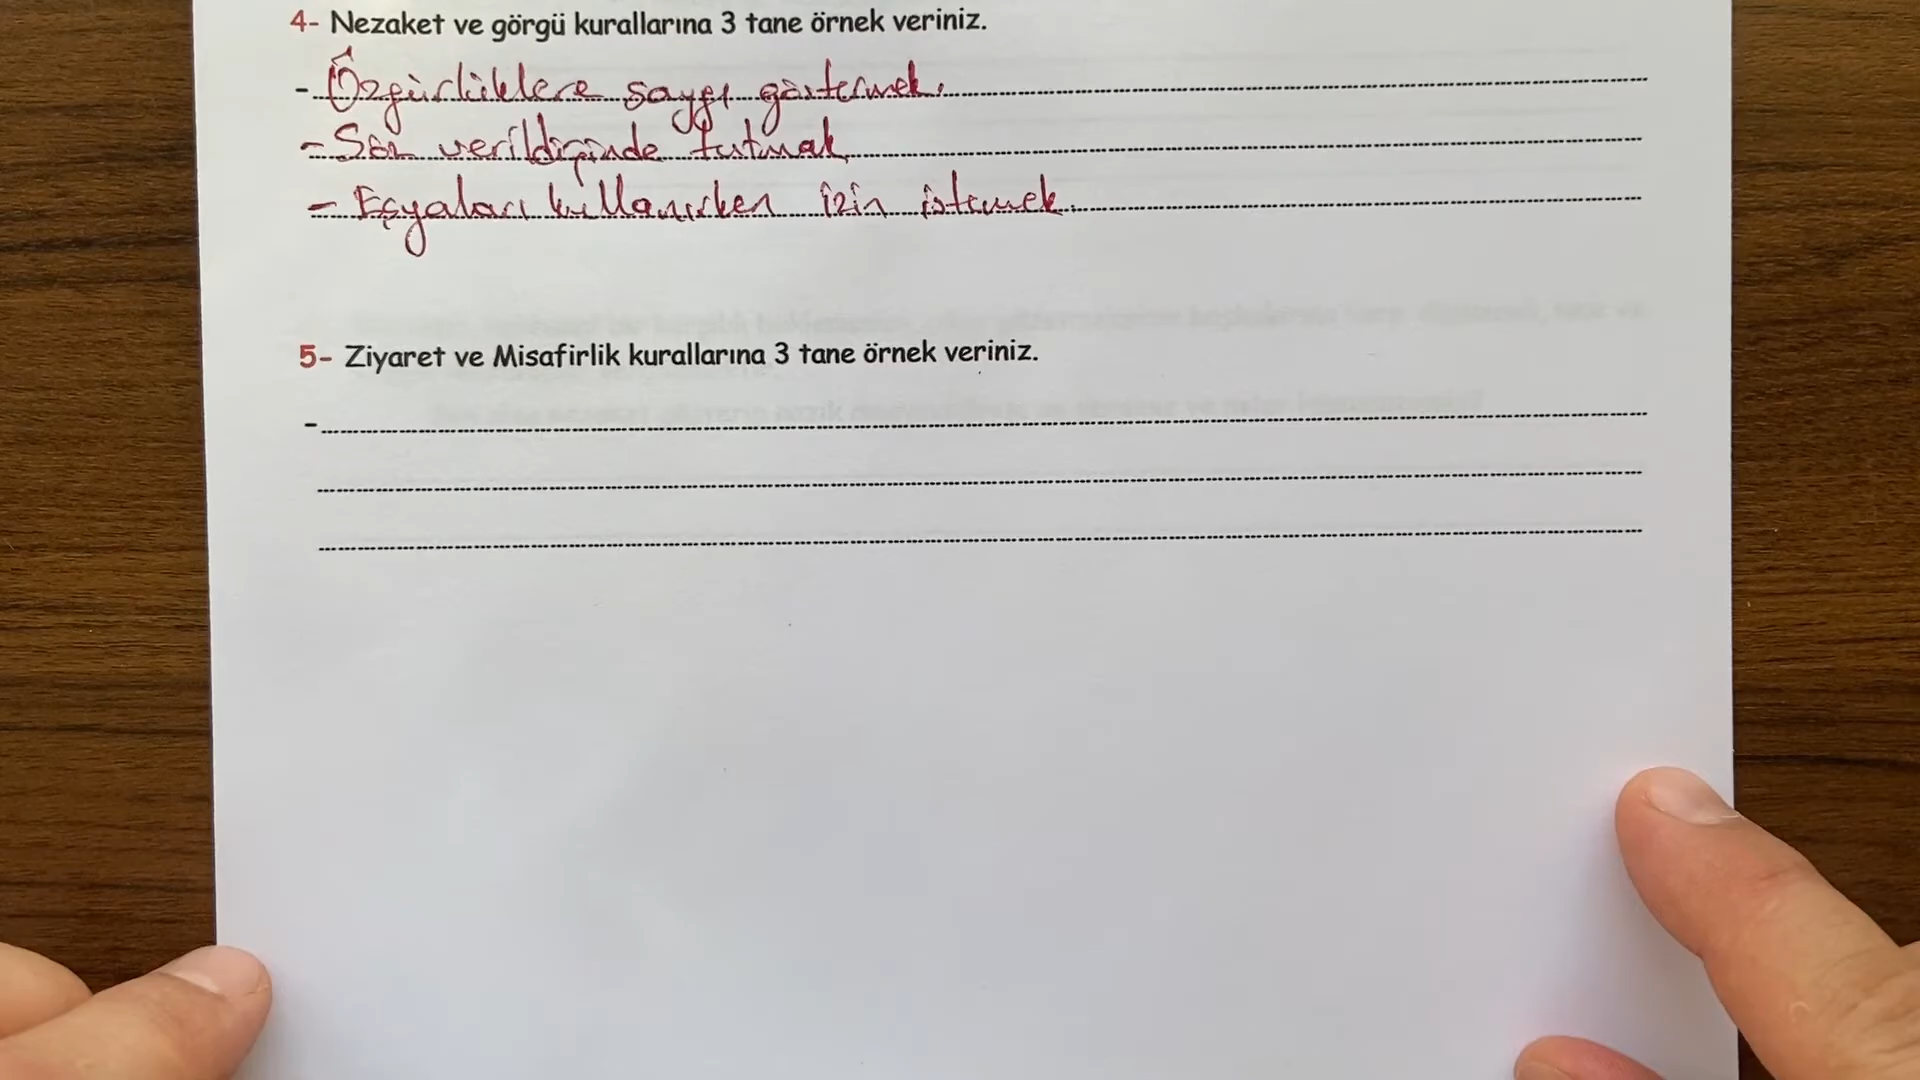 4- Nezaket ve görgü kurallarına 3 tane örnek veriniz.
- Özgürlüklere saygı göstermek.
- Söz verildiğinde tutmak
- Eşyaları kullanırken izin istemek.
5- Ziyaret ve Misafirlik kurallarına 3 tane örnek veriniz.
-